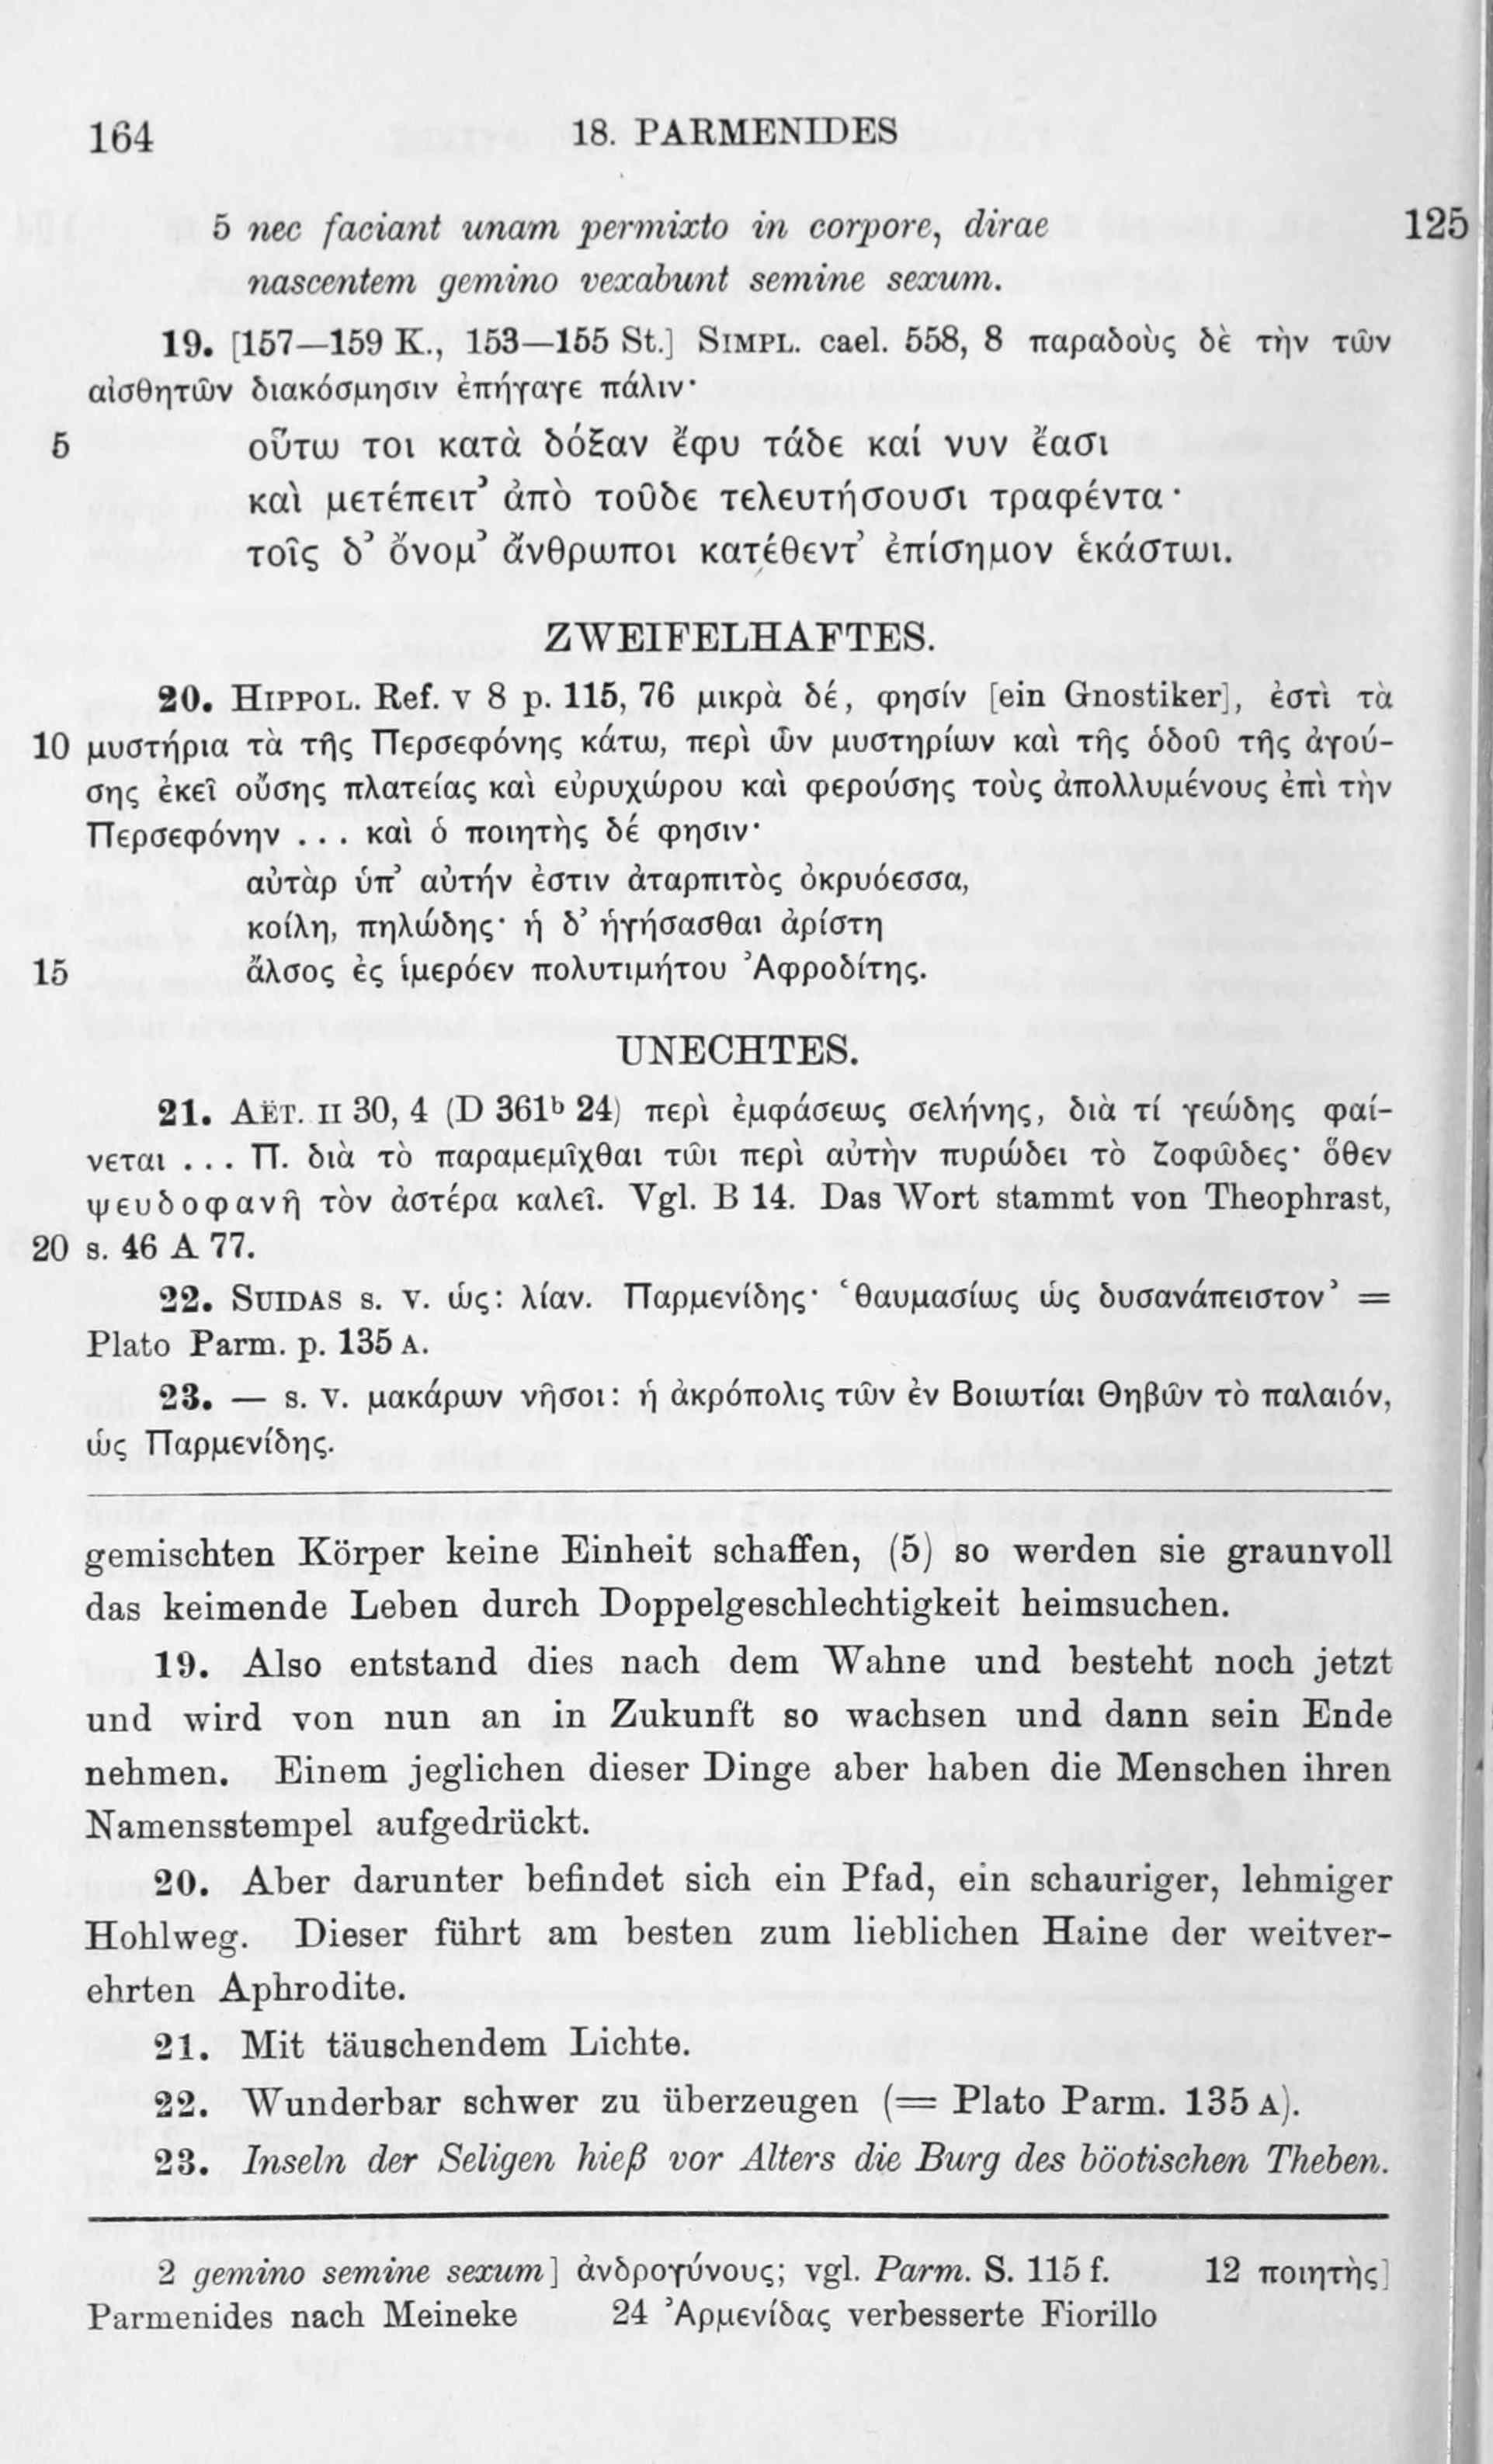 164 18. PARMENIDES
5 nec faciant unam permixto in corpore, dirae 125
nascentem gemino vexabunt semine sexum.
19. [157—159 K., 153—155 St.] SIMPL. cael. 558, 8 παραδοὺς δὲ τὴν τῶν
αἰσθητῶν διακόσμησιν ἐπήγαγε πάλιν·
5 οὕτω τοι κατὰ δόξαν ἔφυ τάδε καί νυν ἔασι
καὶ μετέπειτ’ ἀπὸ τοῦδε τελευτήσουσι τραφέντα·
τοῖς δ’ ὄνομ’ ἄνθρωποι κατέθεντ’ ἐπίσημον ἑκάστωι.
ZWEIFELHAFTES.
20. HIPPOL. Ref. V 8 p. 115, 76 μικρὰ δέ, φησίν [ein Gnostiker], ἐστὶ τὰ
10 μυστήρια τὰ τῆς Περσεφόνης κάτω, περὶ ὧν μυστηρίων καὶ τῆς ὁδοῦ τῆς ἀγού-
σης ἐκεῖ οὔσης πλατείας καὶ εὐρυχώρου καὶ φερούσης τοὺς ἀπολλυμένους ἐπὶ τὴν
Περσεφόνην ... καὶ ὁ ποιητὴς δέ φησιν·
αὐτὰρ ὑπ’ αὐτήν ἐστιν ἀταρπιτὸς ὀκρυόεσσα,
κοίλη, πηλώδης· ἡ δ’ ἡγήσασθαι ἀρίστη
15 ἄλσος ἐς ἱμερόεν πολυτιμήτου Ἀφροδίτης.
UNECHTES.
21. AËT. II 30, 4 (D 361ᵇ 24) περὶ ἐμφάσεως σελήνης, διὰ τί γεώδης φαί-
νεται ... Π. διὰ τὸ παραμεμῖχθαι τῶι περὶ αὐτὴν πυρώδει τὸ ζοφῶδες· ὅθεν
ψευδοφανῆ τὸν ἀστέρα καλεῖ. Vgl. B 14. Das Wort stammt von Theophrast,
20 s. 46 A 77.
22. SUIDAS s. v. ὡς: λίαν. Παρμενίδης· ‘θαυμασίως ὡς δυσανάπειστον’ =
Plato Parm. p. 135 A.
23. — s. v. μακάρων νῆσοι: ἡ ἀκρόπολις τῶν ἐν Βοιωτίαι Θηβῶν τὸ παλαιόν,
ὡς Παρμενίδης.
gemischten Körper keine Einheit schaffen, (5) so werden sie graunvoll
das keimende Leben durch Doppelgeschlechtigkeit heimsuchen.
19. Also entstand dies nach dem Wahne und besteht noch jetzt
und wird von nun an in Zukunft so wachsen und dann sein Ende
nehmen. Einem jeglichen dieser Dinge aber haben die Menschen ihren
Namensstempel aufgedrückt.
20. Aber darunter befindet sich ein Pfad, ein schauriger, lehmiger
Hohlweg. Dieser führt am besten zum lieblichen Haine der weitver-
ehrten Aphrodite.
21. Mit täuschendem Lichte.
22. Wunderbar schwer zu überzeugen (= Plato Parm. 135 A).
23. Inseln der Seligen hieß vor Alters die Burg des böotischen Theben.
2 gemino semine sexum] ἀνδρογύνους; vgl. Parm. S. 115 f. 12 ποιητὴς]
Parmenides nach Meineke 24 Ἀρμενίδας verbesserte Fiorillo